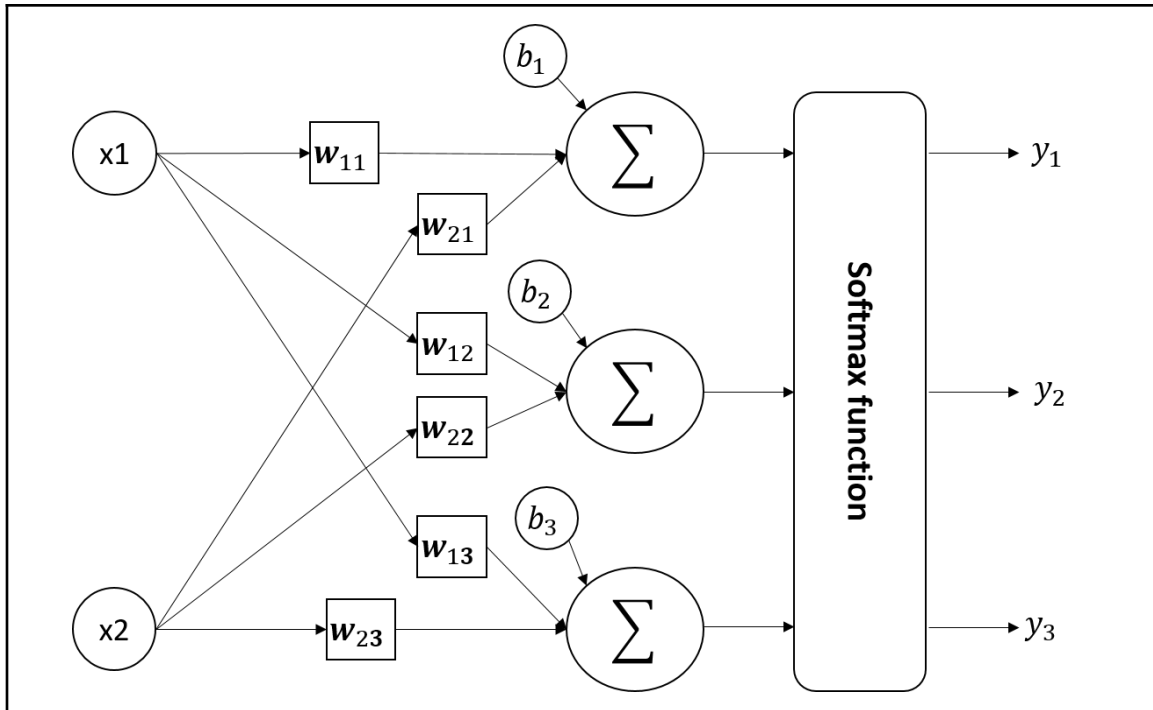 b₁
x1
w₁₁
∑
y₁
w₂₁
b₂
w₁₂
∑
y₂
w₂₂
Softmax function
b₃
w₁₃
x2
w₂₃
∑
y₃